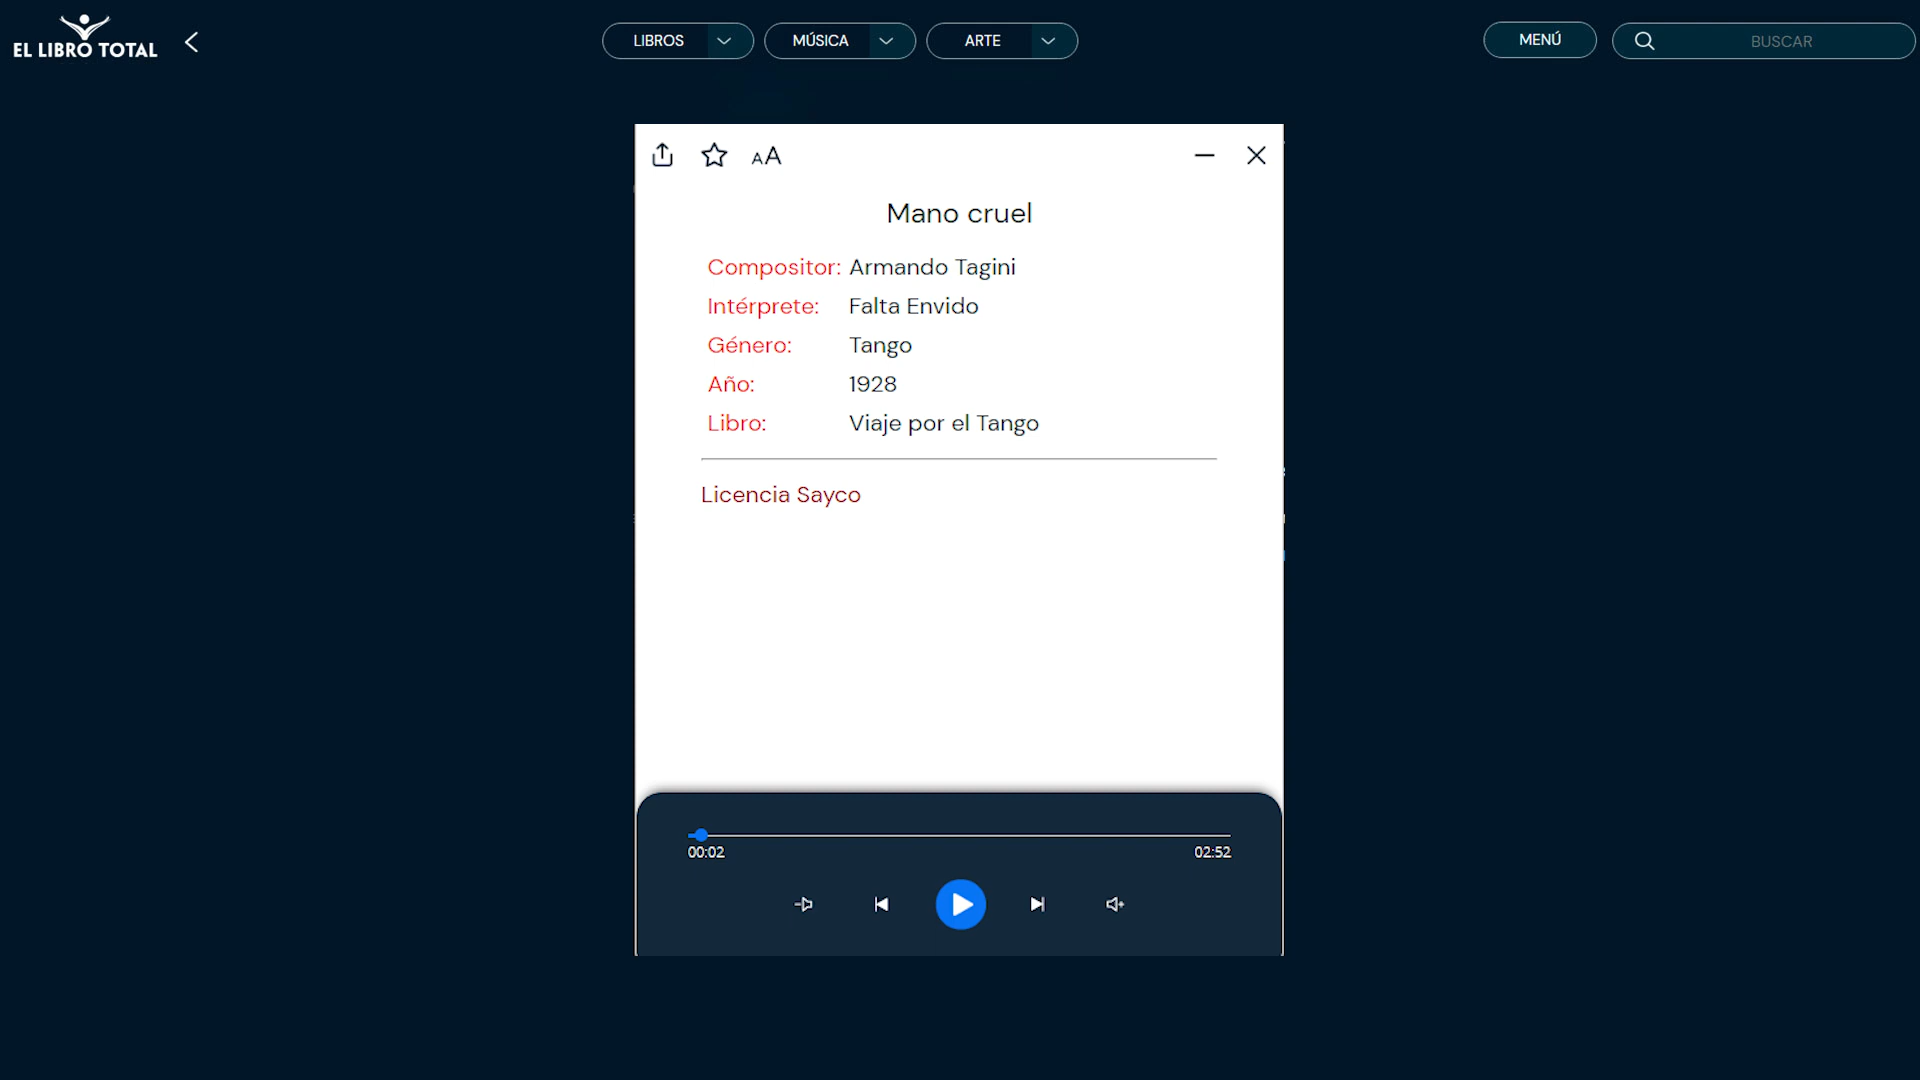 EL LIBRO TOTAL
LIBROS
MÚSICA
ARTE
MENÚ
BUSCAR
AA
Mano cruel
Compositor: Armando Tagini
Intérprete: Falta Envido
Género: Tango
Año: 1928
Libro: Viaje por el Tango
Licencia Sayco
00:02
02:52